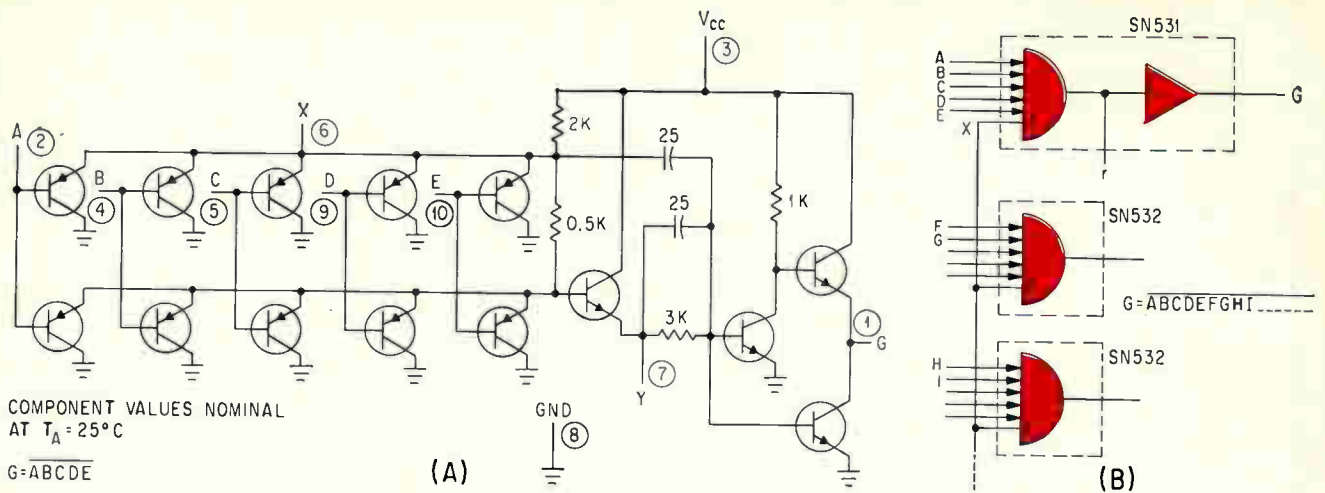 Vcc
③
2K
25
X
⑥
A
②
B
④
C
⑤
D
⑨
E
⑩
0.5K
25
1K
3K
①
G
⑦
Y
COMPONENT VALUES NOMINAL
AT TA = 25°C
G=ABCDE
GND
⑧
(A)
SN531
A
B
C
D
E
X
G
r
SN532
F
G
G=ABCDEFGHI
SN532
H
I
(B)